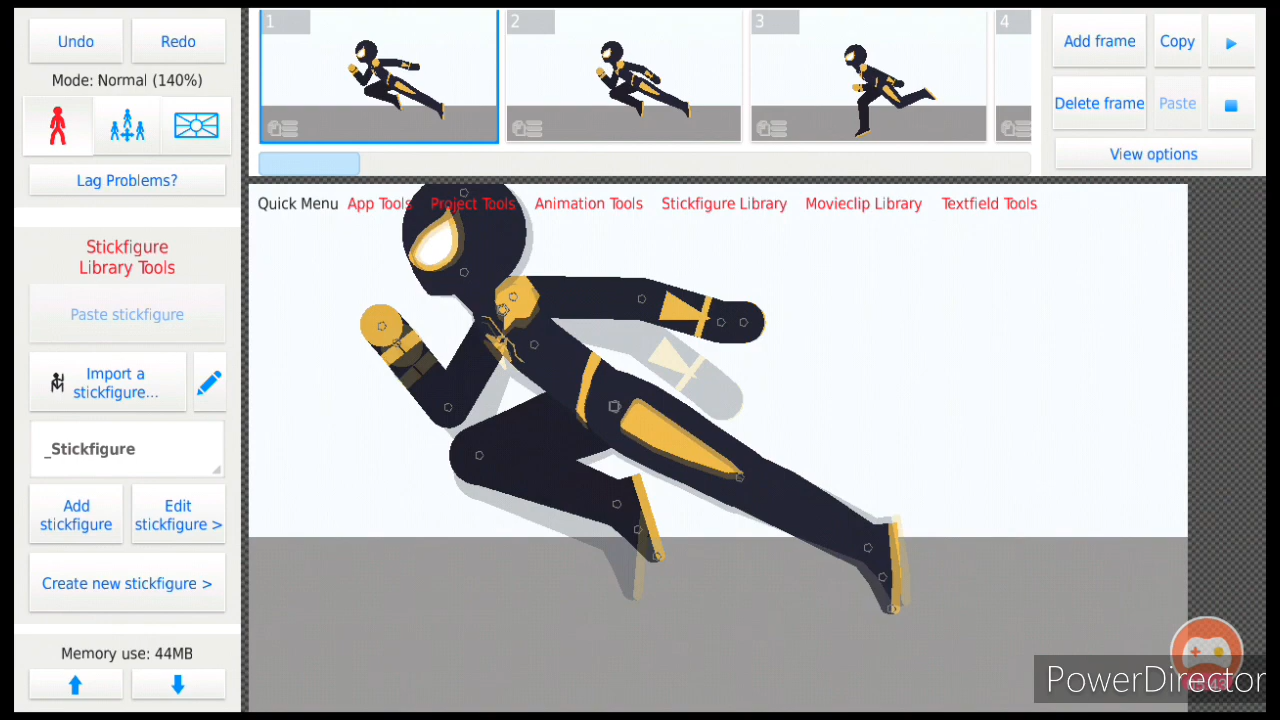 Undo
Redo
Mode: Normal (140%)
Lag Problems?
1
2
3
4
Add frame
Copy
Delete frame
Paste
View options
Quick Menu
App Tools
Project Tools
Animation Tools
Stickfigure Library
Movieclip Library
Textfield Tools
Stickfigure
Library Tools
Paste stickfigure
Import a
stickfigure...
_Stickfigure
Add
stickfigure
Edit
stickfigure >
Create new stickfigure >
Memory use: 44MB
PowerDirector